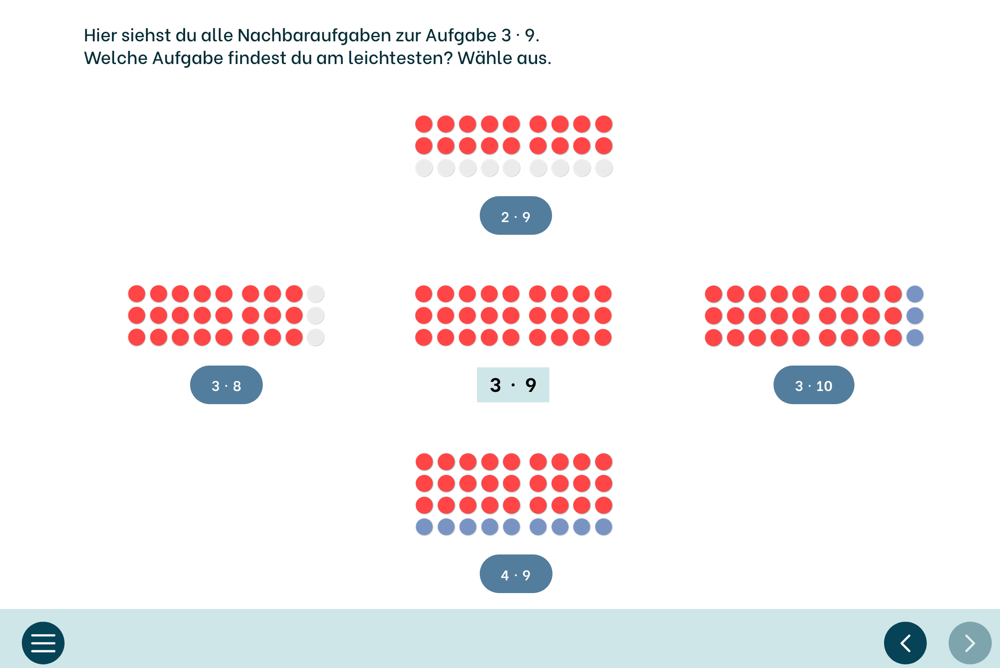 Hier siehst du alle Nachbaraufgaben zur Aufgabe 3 · 9.
Welche Aufgabe findest du am leichtesten? Wähle aus.
2 · 9
3 · 8
3 · 9
3 · 10
4 · 9